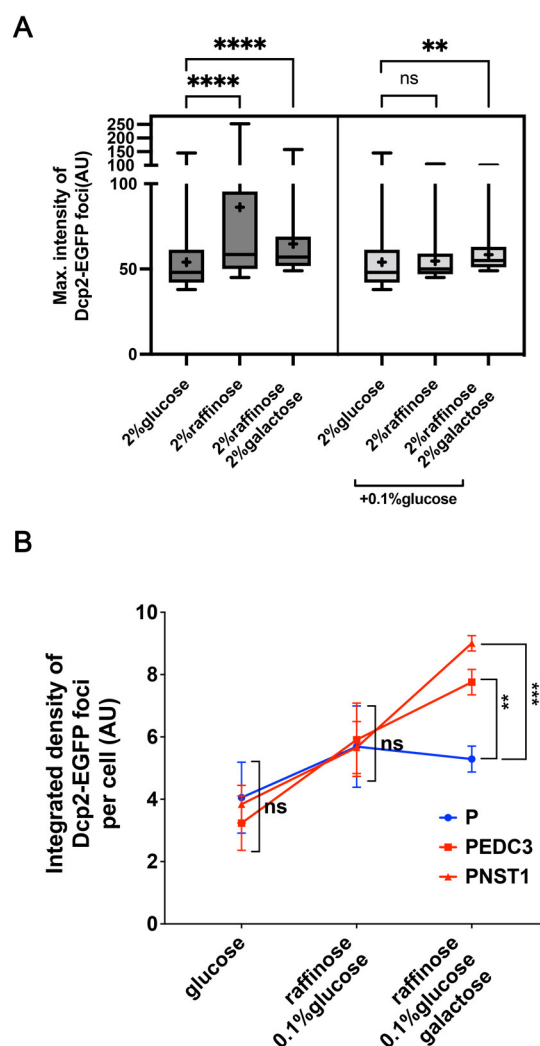 A
****
****
**
ns
Max. intensity of
Dcp2-EGFP foci(AU)
250
200
150
100
100
50
0
2%glucose
2%raffinose
2%raffinose
2%galactose
2%glucose
2%raffinose
2%raffinose
2%galactose
+0.1%glucose
B
Integrated density of
Dcp2-EGFP foci
per cell (AU)
10
8
6
4
2
0
ns
ns
**
***
P
PEDC3
PNST1
glucose
raffinose
0.1%glucose
raffinose
0.1%glucose
galactose